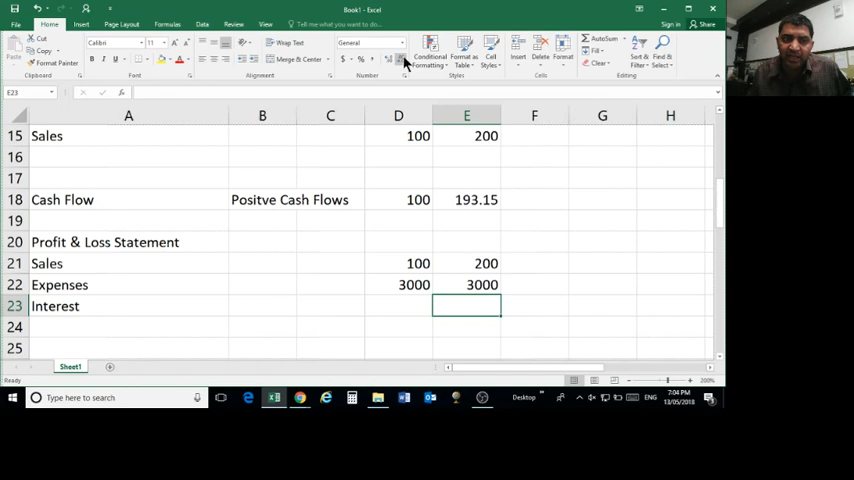 Book1 - Excel
Sign in
File Home Insert Page Layout Formulas Data Review View Tell me what you want to do... Sign in Share
Paste
Cut
Copy
Format Painter
Clipboard
Calibri 11
B I U
Font
Wrap Text
Merge & Center
Alignment
General
$ %
Number
Conditional Formatting
Format as Table
Cell Styles
Styles
Insert Delete Format
Cells
AutoSum
Fill
Clear
Sort & Filter
Find & Select
Editing
E23 fx
A B C D E F G H
15 Sales 100 200
16
17
18 Cash Flow Positve Cash Flows 100 193.15
19
20 Profit & Loss Statement
21 Sales 100 200
22 Expenses 3000 3000
23 Interest
24
25
Sheet1
Ready 200%
Type here to search Desktop ENG 7:04 PM 13/05/2018